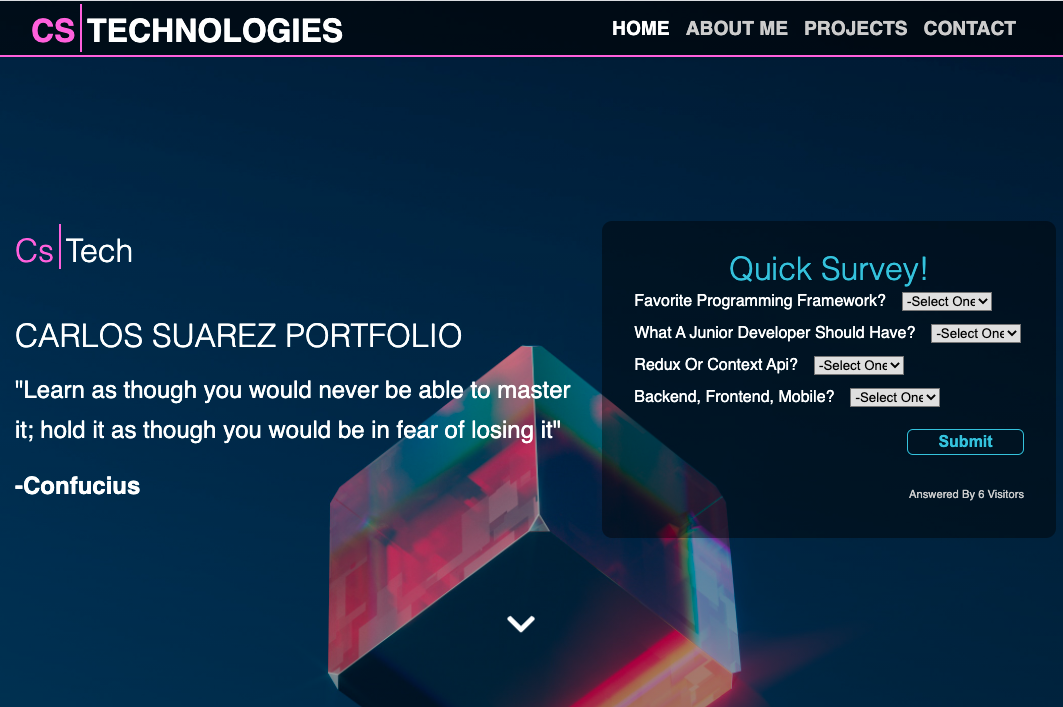 CS|TECHNOLOGIES
HOME ABOUT ME PROJECTS CONTACT
Cs|Tech
CARLOS SUAREZ PORTFOLIO
"Learn as though you would never be able to master
it; hold it as though you would be in fear of losing it"
-Confucius
Quick Survey!
Favorite Programming Framework? -Select One
What A Junior Developer Should Have? -Select One
Redux Or Context Api? -Select One
Backend, Frontend, Mobile? -Select One
Submit
Answered By 6 Visitors